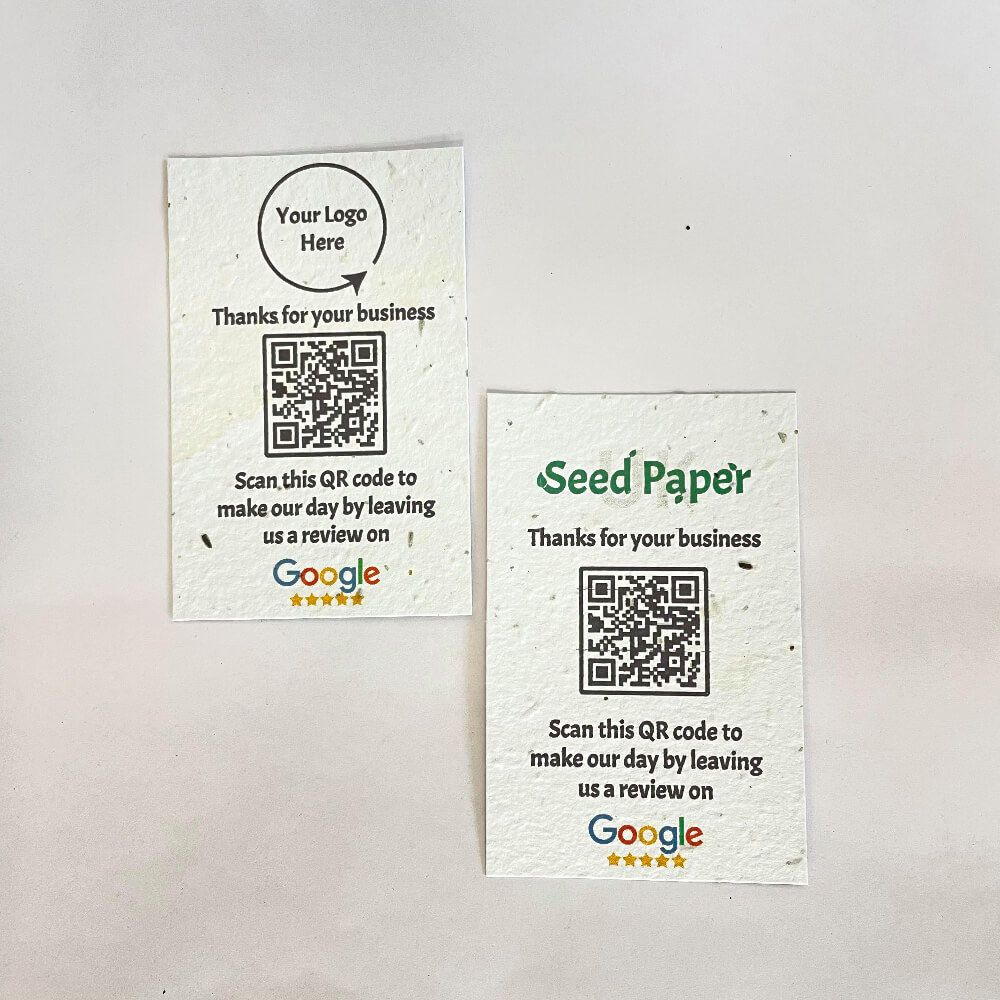 Your Logo
Here
Thanks for your business
Scan this QR code to
make our day by leaving
us a review on
Google
Seed Paper
UK
Thanks for your business
Scan this QR code to
make our day by leaving
us a review on
Google